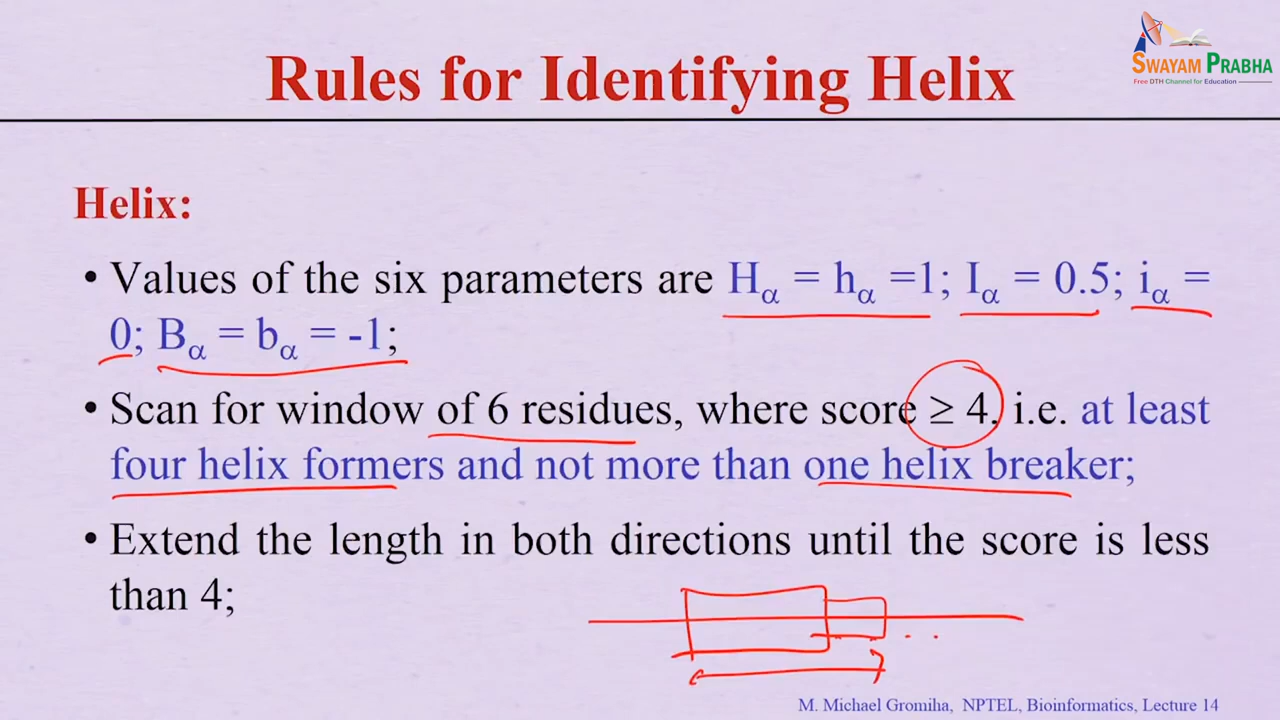 SWAYAM PRABHA
Free DTH Channel for Education
Rules for Identifying Helix
Helix:
• Values of the six parameters are Hα = hα =1; Iα = 0.5; iα =
0; Bα = bα = -1;
• Scan for window of 6 residues, where score ≥ 4, i.e. at least
four helix formers and not more than one helix breaker;
• Extend the length in both directions until the score is less
than 4;
M. Michael Gromiha, NPTEL, Bioinformatics, Lecture 14